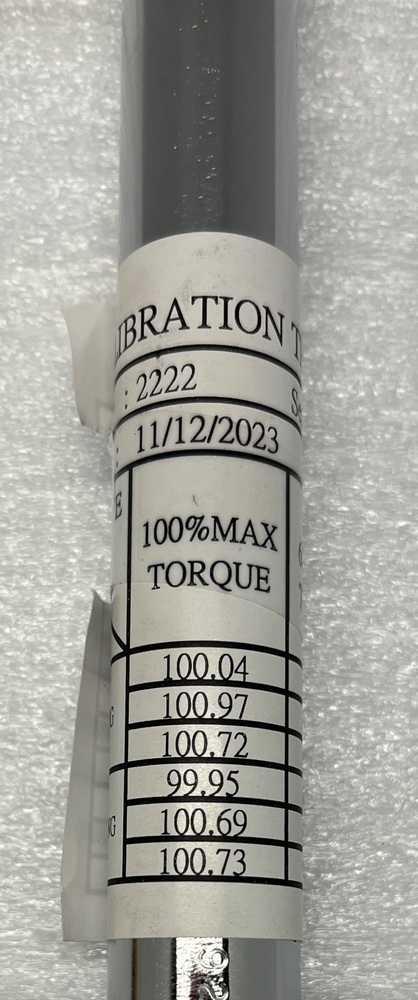 IBRATION T
: 2222 S
: 11/12/2023
E
100%MAX
TORQUE
100.04
G 100.97
100.72
99.95
G 100.69
100.73